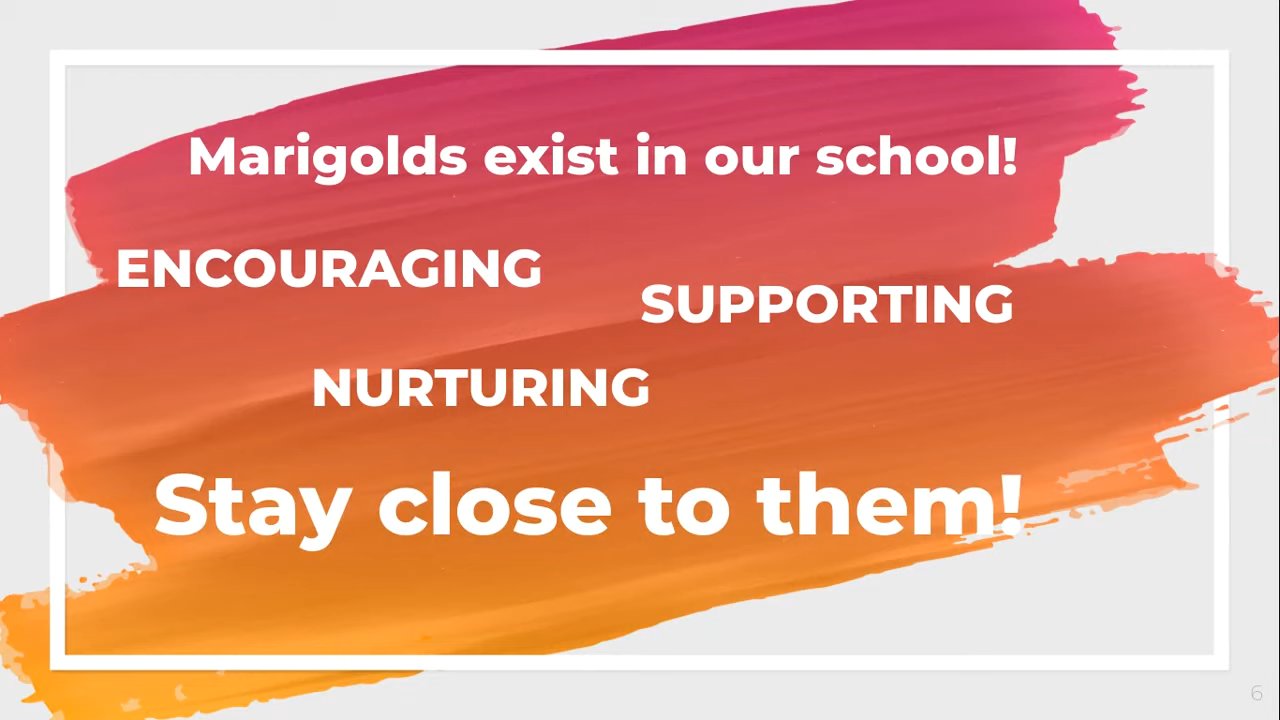 Marigolds exist in our school!
ENCOURAGING
SUPPORTING
NURTURING
Stay close to them!
6